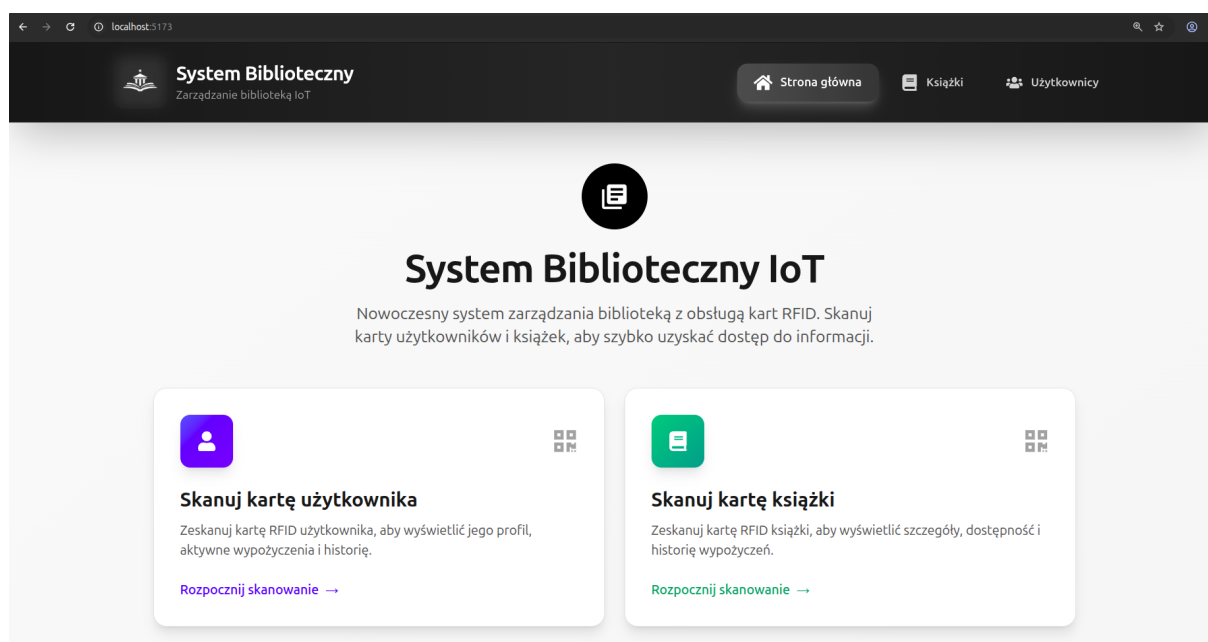 localhost:5173
System Biblioteczny
Zarządzanie biblioteką IoT
Strona główna
Książki
Użytkownicy
System Biblioteczny IoT
Nowoczesny system zarządzania biblioteką z obsługą kart RFID. Skanuj
karty użytkowników i książek, aby szybko uzyskać dostęp do informacji.
Skanuj kartę użytkownika
Zeskanuj kartę RFID użytkownika, aby wyświetlić jego profil,
aktywne wypożyczenia i historię.
Rozpocznij skanowanie →
Skanuj kartę książki
Zeskanuj kartę RFID książki, aby wyświetlić szczegóły, dostępność i
historię wypożyczeń.
Rozpocznij skanowanie →